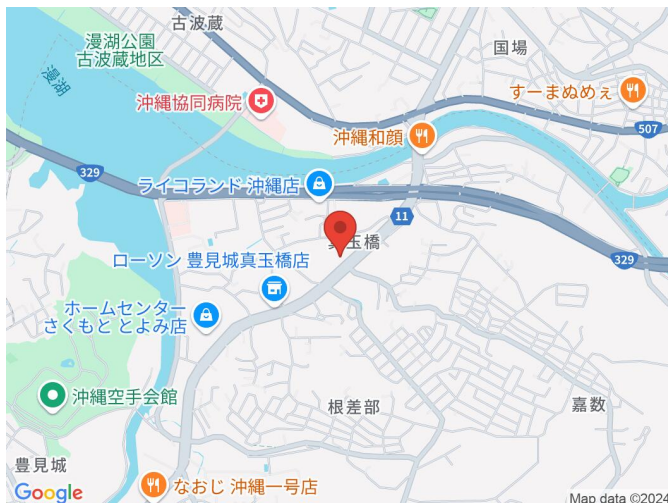 古波蔵
漫湖公園
古波蔵地区
国場
漫湖
すーまぬめぇ
沖縄協同病院
507
沖縄和顔
329
ライコランド 沖縄店
11
真玉橋
ローソン 豊見城真玉橋店
329
ホームセンター
さくもと とよみ店
沖縄空手会館
根差部
嘉数
豊見城
なおじ 沖縄一号店
Google
Map data ©2024